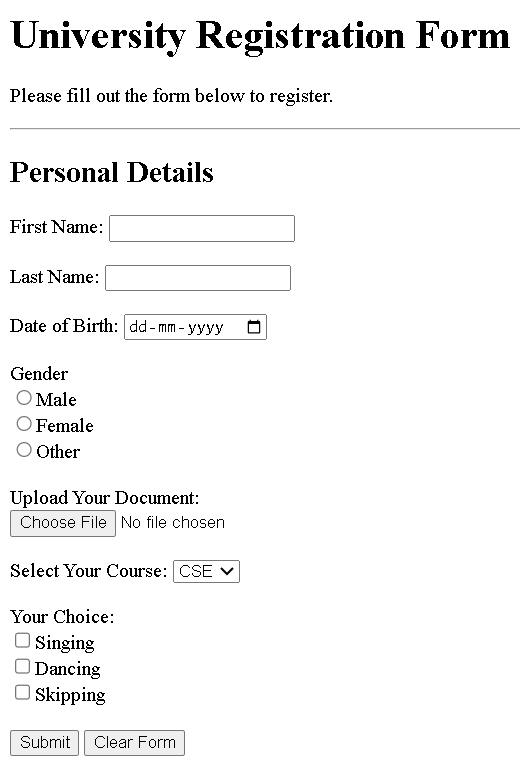 University Registration Form
Please fill out the form below to register.
Personal Details
First Name:
Last Name:
Date of Birth: dd-mm-yyyy
Gender
Male
Female
Other
Upload Your Document:
Choose File No file chosen
Select Your Course: CSE
Your Choice:
Singing
Dancing
Skipping
Submit Clear Form